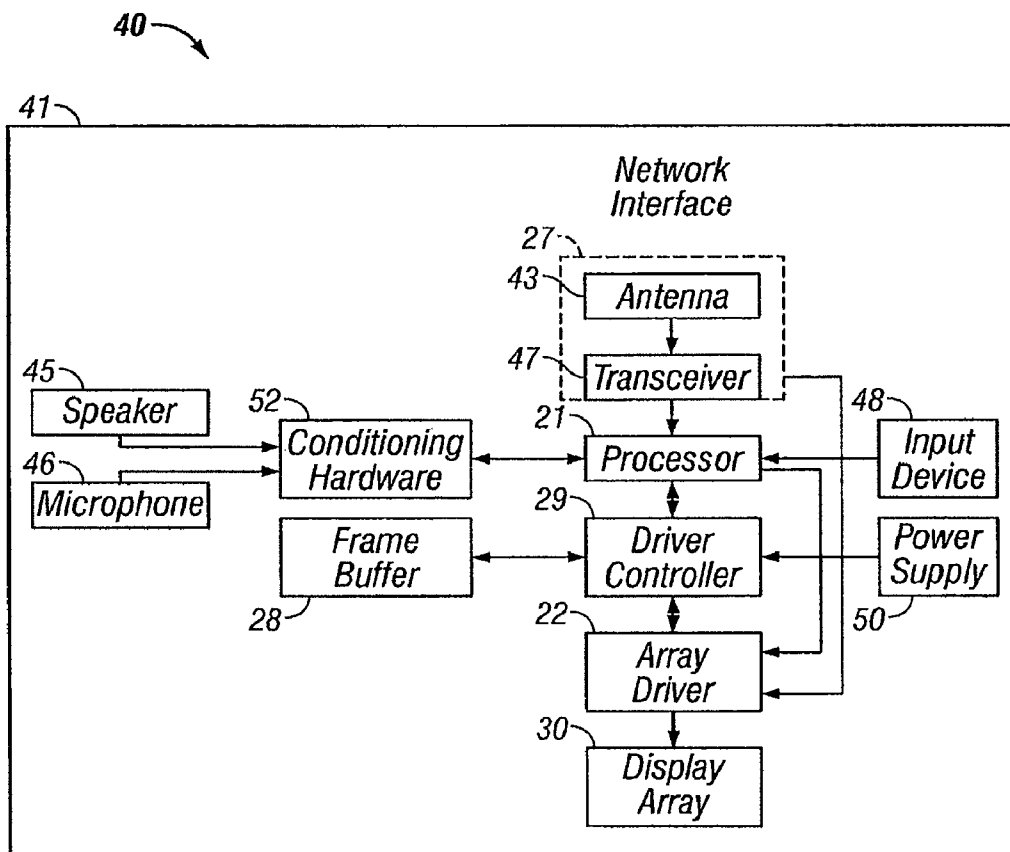 40
41
Network
Interface
27
43
Antenna
47
Transceiver
45
Speaker
52
Conditioning
Hardware
21
Processor
48
Input
Device
46
Microphone
29
Driver
Controller
Frame
Buffer
28
Power
Supply
50
22
Array
Driver
30
Display
Array